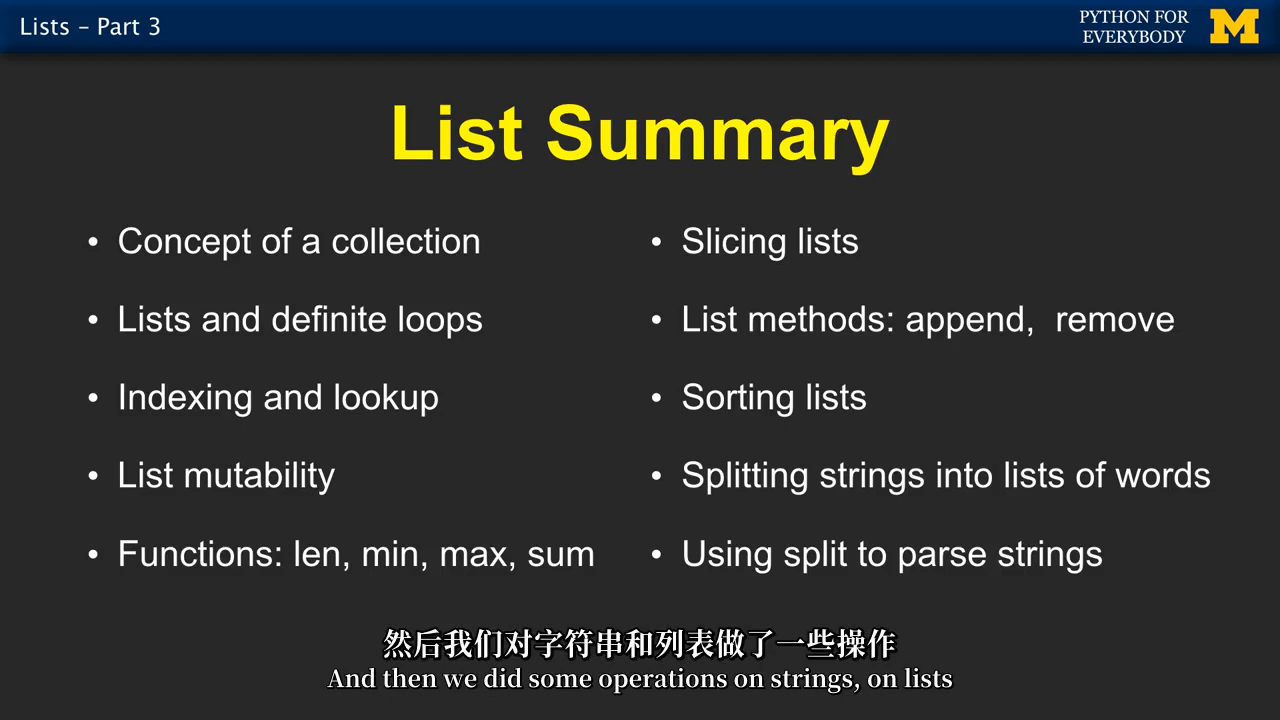 Lists – Part 3
PYTHON FOR
EVERYBODY
M
List Summary
• Concept of a collection
• Lists and definite loops
• Indexing and lookup
• List mutability
• Functions: len, min, max, sum
• Slicing lists
• List methods: append, remove
• Sorting lists
• Splitting strings into lists of words
• Using split to parse strings
然后我们对字符串和列表做了一些操作
And then we did some operations on strings, on lists